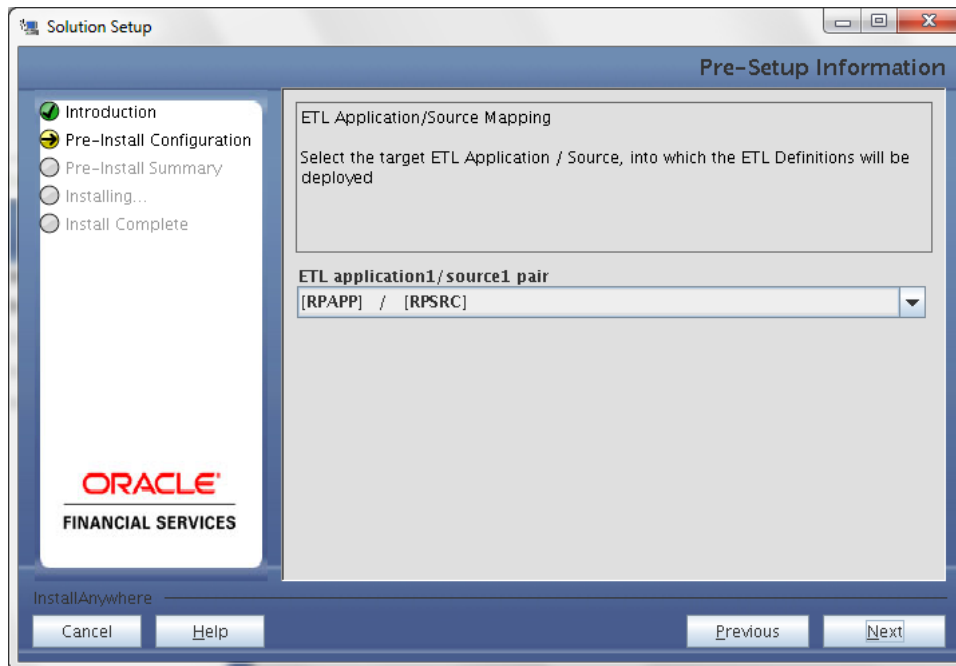 Solution Setup
Pre-Setup Information
Introduction
Pre-Install Configuration
Pre-Install Summary
Installing...
Install Complete
ORACLE
FINANCIAL SERVICES
ETL Application/Source Mapping
Select the target ETL Application / Source, into which the ETL Definitions will be
deployed
ETL application1/source1 pair
[RPAPP] / [RPSRC]
InstallAnywhere
Cancel
Help
Previous
Next